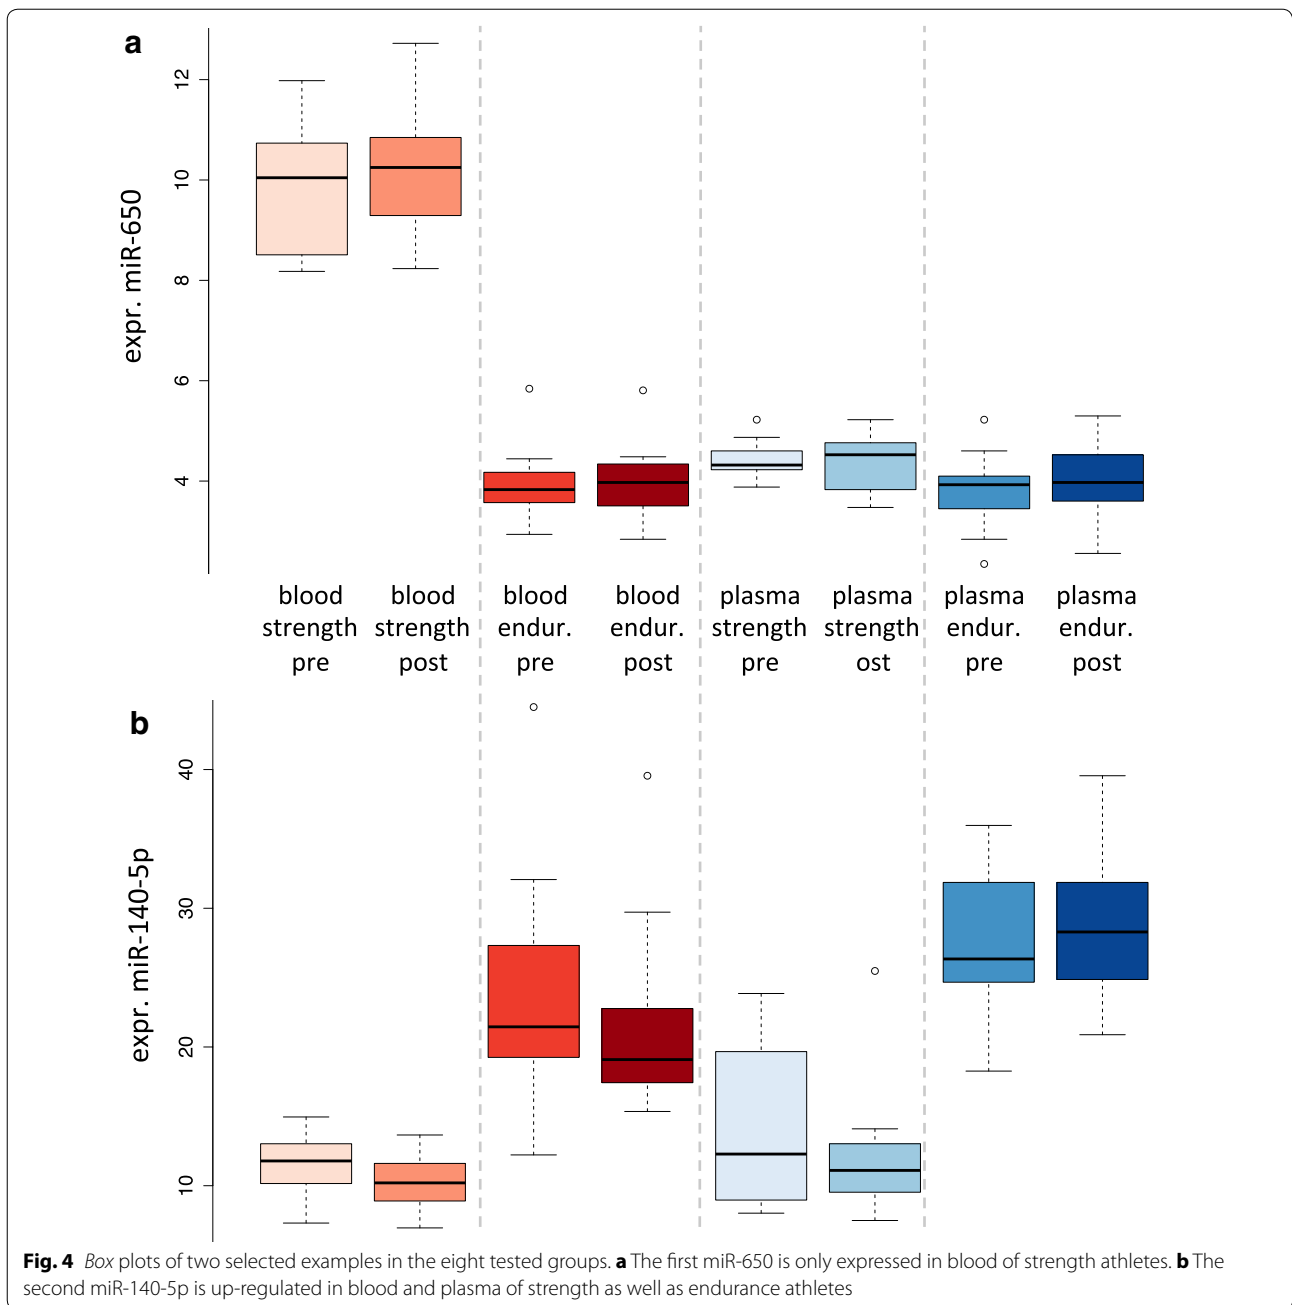 a
12
10
8
6
4
expr. miR-650
blood blood blood blood plasma plasma plasma plasma
strength strength endur. endur. strength strength endur. endur.
pre post pre post pre ost pre post
b
40
30
20
10
expr. miR-140-5p
Fig. 4 Box plots of two selected examples in the eight tested groups. a The first miR-650 is only expressed in blood of strength athletes. b The
second miR-140-5p is up-regulated in blood and plasma of strength as well as endurance athletes